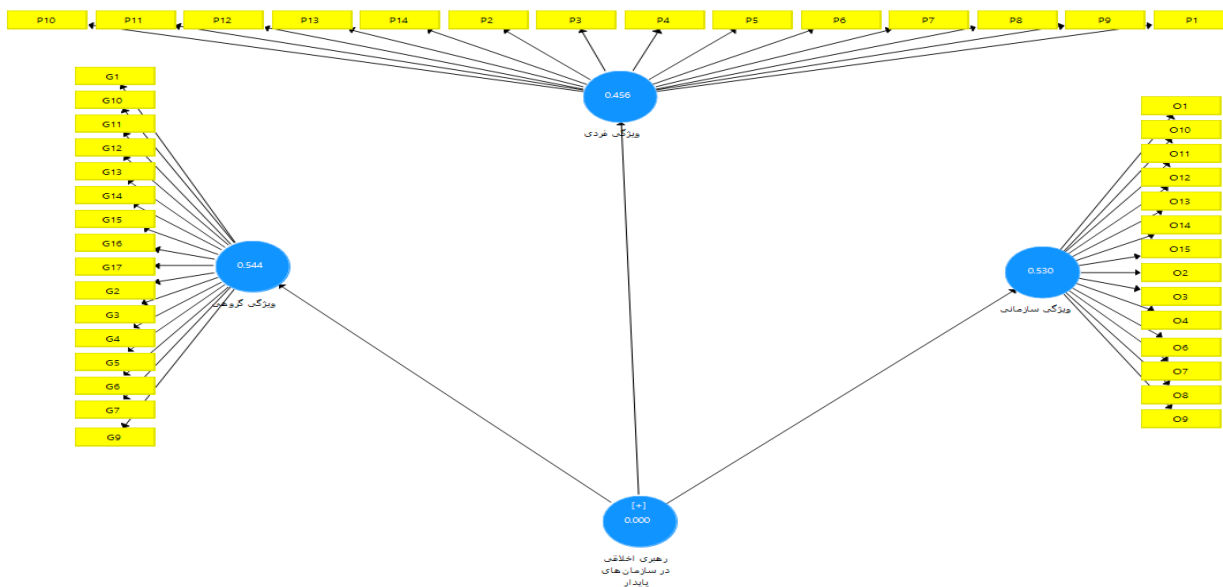 P10 P11 P12 P13 P14 P2 P3 P4 P5 P6 P7 P8 P9 P1
0.456
ویژگی فردی
G1
G10
G11
G12
G13
G14
G15
G16
G17
G2
G3
G4
G5
G6
G7
G9
0.544
ویژگی گروهی
O1
O10
O11
O12
O13
O14
O15
O2
O3
O4
O6
O7
O8
O9
0.530
ویژگی سازمانی
[+]
0.000
رهبری اخلاقی
در سازمان‌های
پایدار